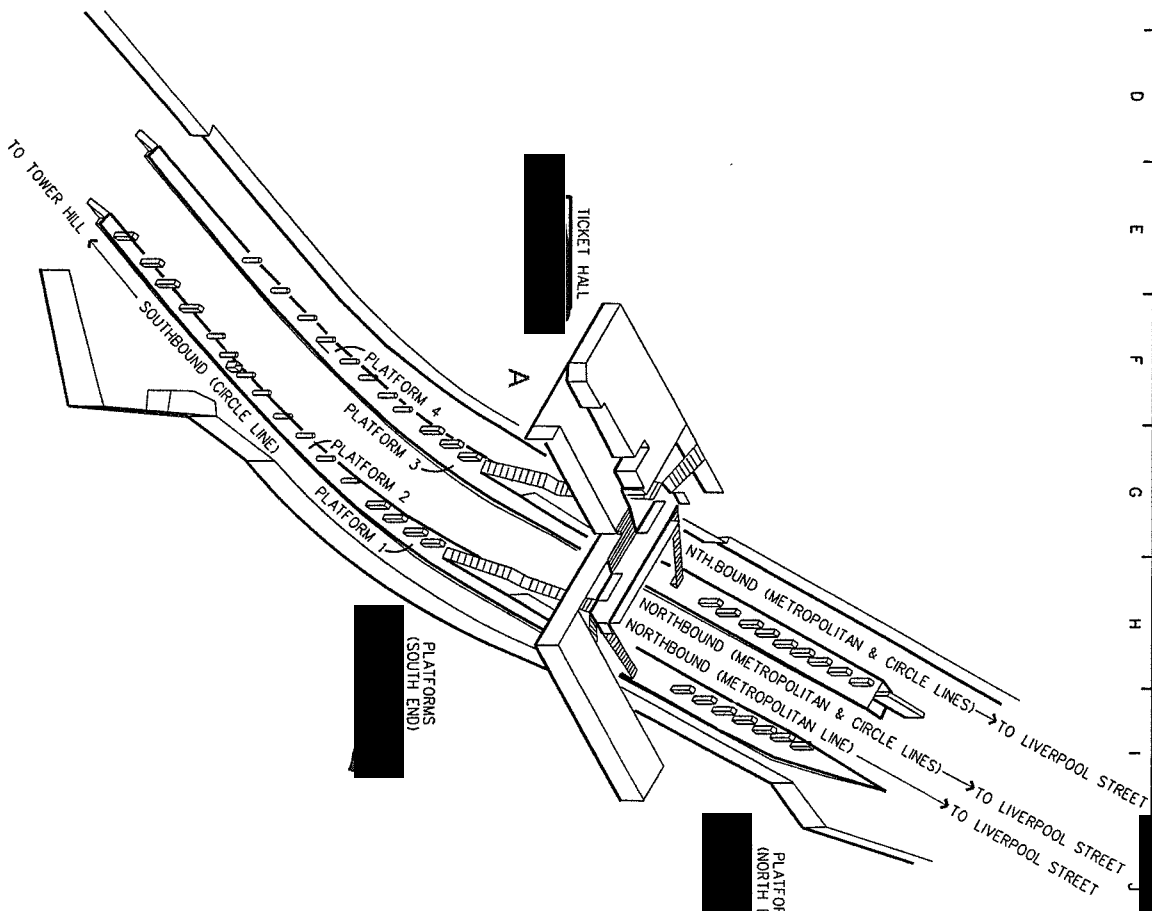 D
E
F
G
H
I
J
TO TOWER HILL
SOUTHBOUND (CIRCLE LINE)
TICKET HALL
A
PLATFORM 4
PLATFORM 3
PLATFORM 2
PLATFORM 1
NTH.BOUND (METROPOLITAN & CIRCLE LINES)
TO LIVERPOOL STREET
NORTHBOUND (METROPOLITAN & CIRCLE LINES)
TO LIVERPOOL STREET
NORTHBOUND (METROPOLITAN LINE)
TO LIVERPOOL STREET
PLATFORMS
(SOUTH END)
(NORTH